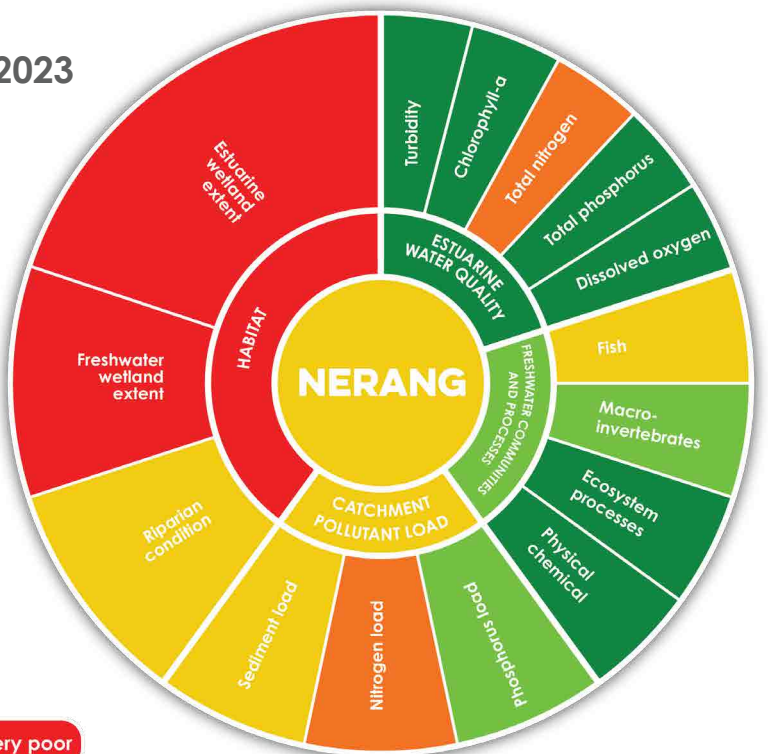 2023
Turbidity
Chlorophyll-a
Total nitrogen
Total phosphorus
Dissolved oxygen
ESTUARINE
WATER QUALITY
Fish
Macro-
invertebrates
Ecosystem
processes
Physical
chemical
FRESHWATER COMMUNITIES
AND PROCESSES
Phosphorus load
Nitrogen load
Sediment load
CATCHMENT
POLLUTANT LOAD
Riparian
condition
Freshwater
wetland
extent
Estuarine
wetland
extent
HABITAT
NERANG
ery poor